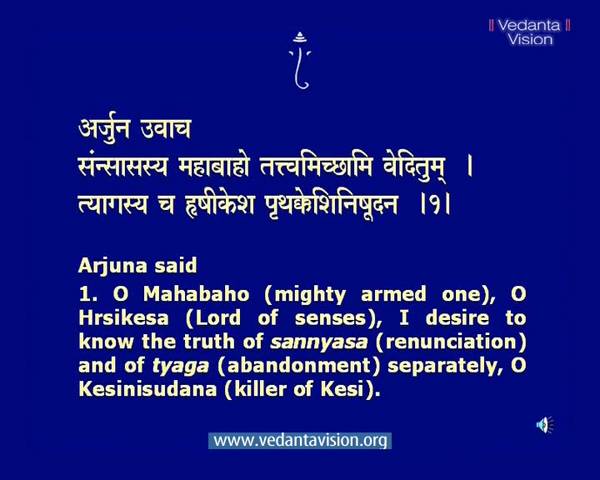 ॥ Vedanta ॥
Vision
अर्जुन उवाच
संन्सासस्य महाबाहो तत्त्वमिच्छामि वेदितुम् ।
त्यागस्य च हृषीकेश पृथक्केशिनिषूदन ।१।
Arjuna said
1. O Mahabaho (mighty armed one), O
Hrsikesa (Lord of senses), I desire to
know the truth of sannyasa (renunciation)
and of tyaga (abandonment) separately, O
Kesinisudana (killer of Kesi).
www.vedantavision.org